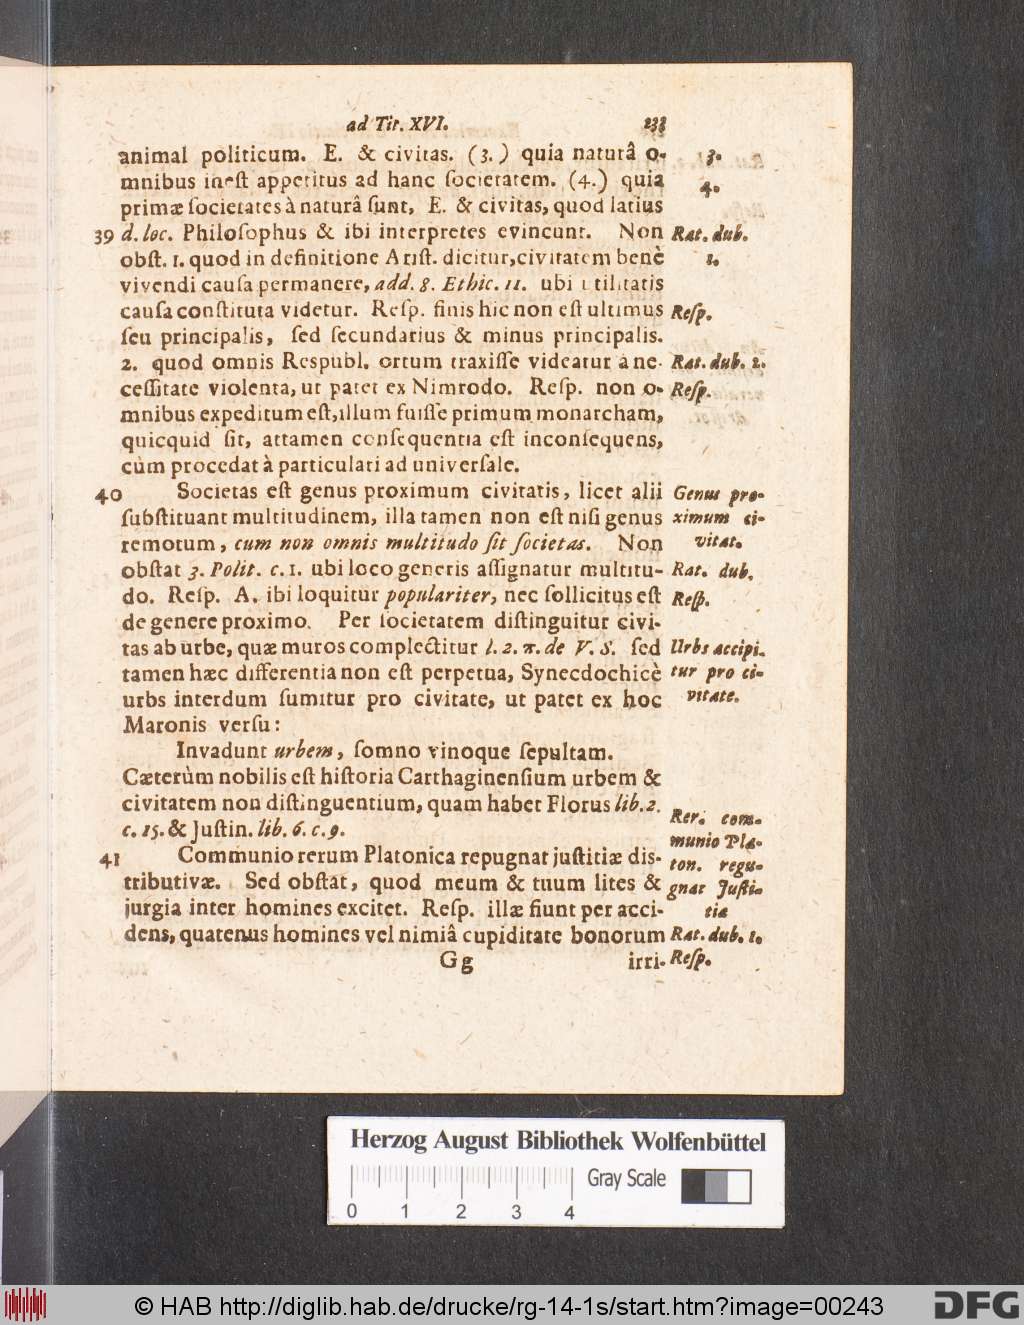 ad Tit. XVI. 233
animal politicum. E. & civitas. (3.) quia naturâ o- 3.
mnibus inest appetitus ad hanc societatem. (4.) quia 4.
primæ societates à naturâ sunt, E. & civitas, quod latius
39 d. loc. Philosophus & ibi interpretes evincunt. Non Rat. dub.
obst. 1. quod in definitione Arist. dicitur, civitatem benè 1.
vivendi causa permanere, add. 8. Ethic. 11. ubi utilitatis
causa constituta videtur. Resp. finis hic non est ultimus Resp.
seu principalis, sed secundarius & minus principalis.
2. quod omnis Respubl. ortum traxisse videatur à ne- Rat. dub. 2.
cessitate violenta, ut patet ex Nimrodo. Resp. non o- Resp.
mnibus expeditum est, illum fuisse primum monarcham,
quicquid sit, attamen consequentia est inconsequens,
cùm procedat à particulari ad universale.
40 Societas est genus proximum civitatis, licet alii Genus pro-
substituant multitudinem, illa tamen non est nisi genus ximum ci-
remotum, cum non omnis multitudo sit societas. Non vitat.
obstat 3. Polit. c. 1. ubi loco generis assignatur multitu- Rat. dub.
do. Resp. A. ibi loquitur populariter, nec sollicitus est Resp.
de genere proximo. Per societatem distinguitur civi-
tas ab urbe, quæ muros complectitur l. 2. π. de V. S. sed Urbs accipi-
tamen hæc differentia non est perpetua, Synecdochicè tur pro ci-
urbs interdum sumitur pro civitate, ut patet ex hoc vitate.
Maronis versu:
Invadunt urbem, somno vinoque sepultam.
Cæterùm nobilis est historia Carthaginensium urbem &
civitatem non distinguentium, quam habet Florus lib. 2.
c. 15. & Justin. lib. 6. c. 9. Rer. com-
munio Pla-
41 Communio rerum Platonica repugnat justitiæ dis- ton. repu-
tributivæ. Sed obstat, quod meum & tuum lites & gnat Justi-
jurgia inter homines excitet. Resp. illæ fiunt per acci- tiæ
dens, quatenus homines vel nimiâ cupiditate bonorum Rat. dub. 1.
Gg irri- Resp.
Herzog August Bibliothek Wolfenbüttel
Gray Scale
0 1 2 3 4
© HAB http://diglib.hab.de/drucke/rg-14-1s/start.htm?image=00243
DFG